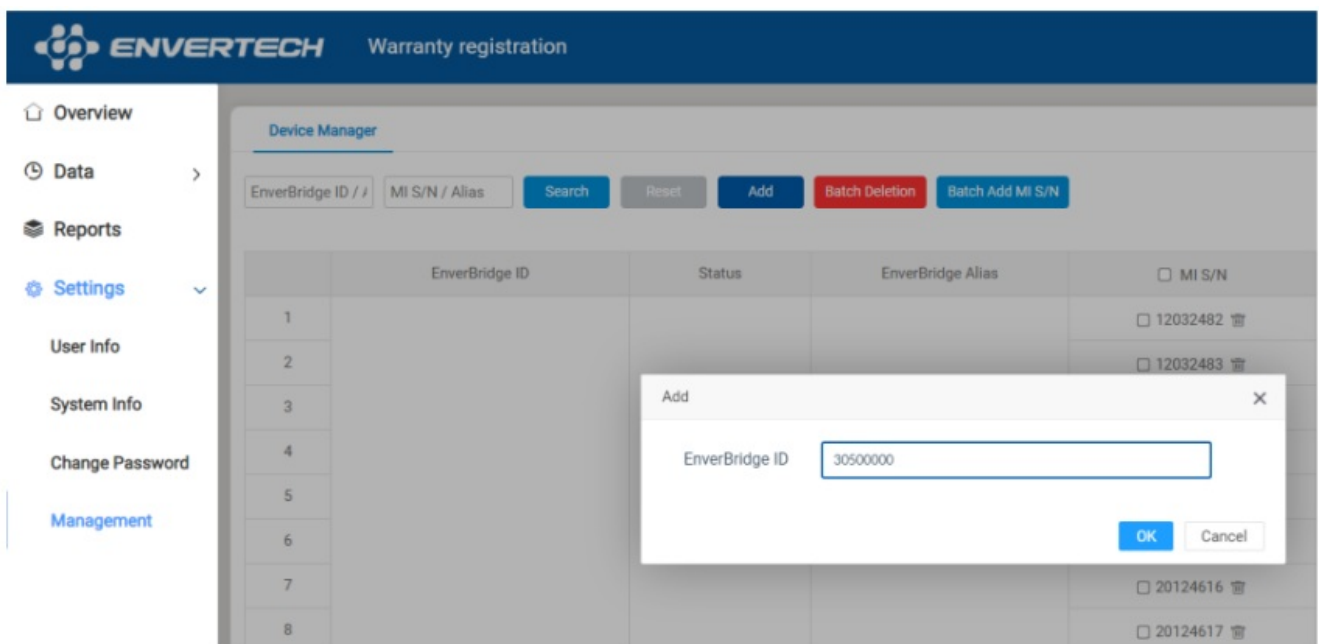 ENVERTECH
Warranty registration
Overview
Data
Reports
Settings
User Info
System Info
Change Password
Management
Device Manager
EnverBridge ID / MI S/N / Alias Search Reset Add Batch Deletion Batch Add MI S/N
EnverBridge ID Status EnverBridge Alias MI S/N
1 12032482
2 12032483
3
4
5
6
7 20124616
8 20124617
Add
EnverBridge ID 30500000
OK Cancel